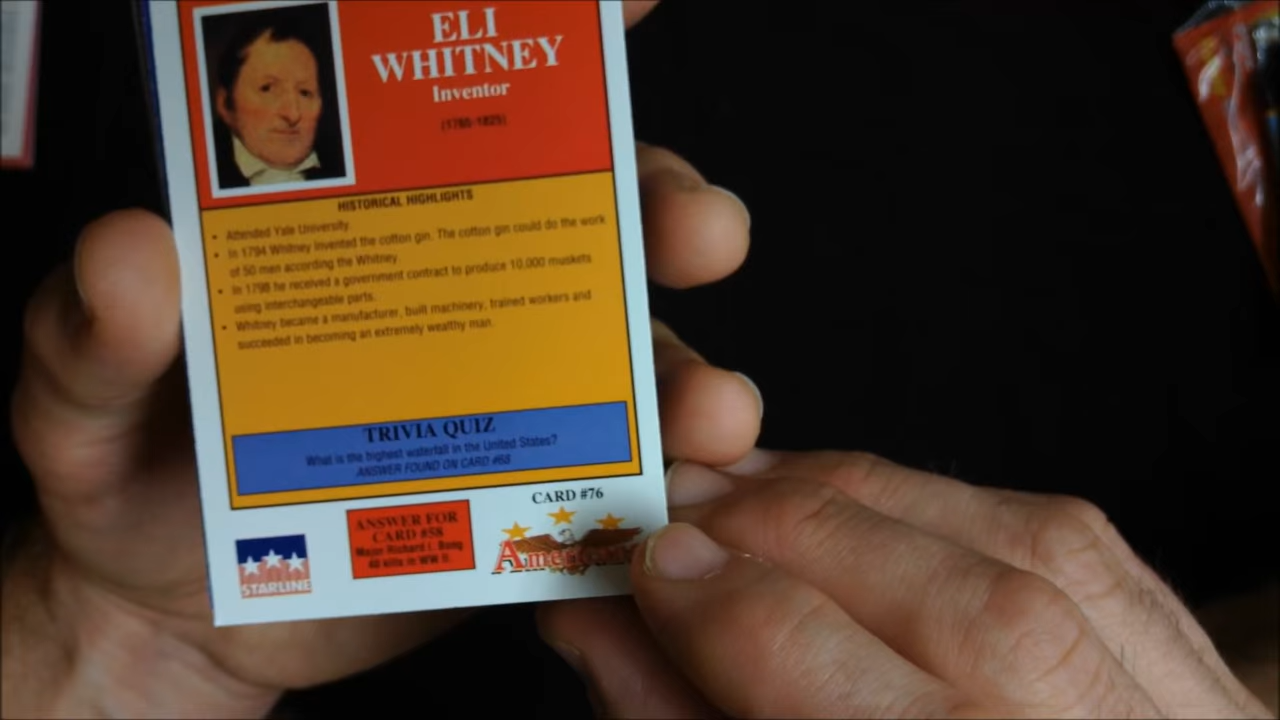 ELI
WHITNEY
Inventor
(1765-1825)
HISTORICAL HIGHLIGHTS
• Attended Yale University.
• In 1794 Whitney invented the cotton gin. The cotton gin could do the work
of 50 men according the Whitney.
• In 1798 he received a government contract to produce 10,000 muskets
using interchangeable parts.
• Whitney became a manufacturer, built machinery, trained workers and
succeeded in becoming an extremely wealthy man.
TRIVIA QUIZ
What is the highest waterfall in the United States?
ANSWER FOUND ON CARD #68
CARD #76
ANSWER FOR
CARD #58
Major Richard I. Bong
40 kills in WW II.
STARLINE